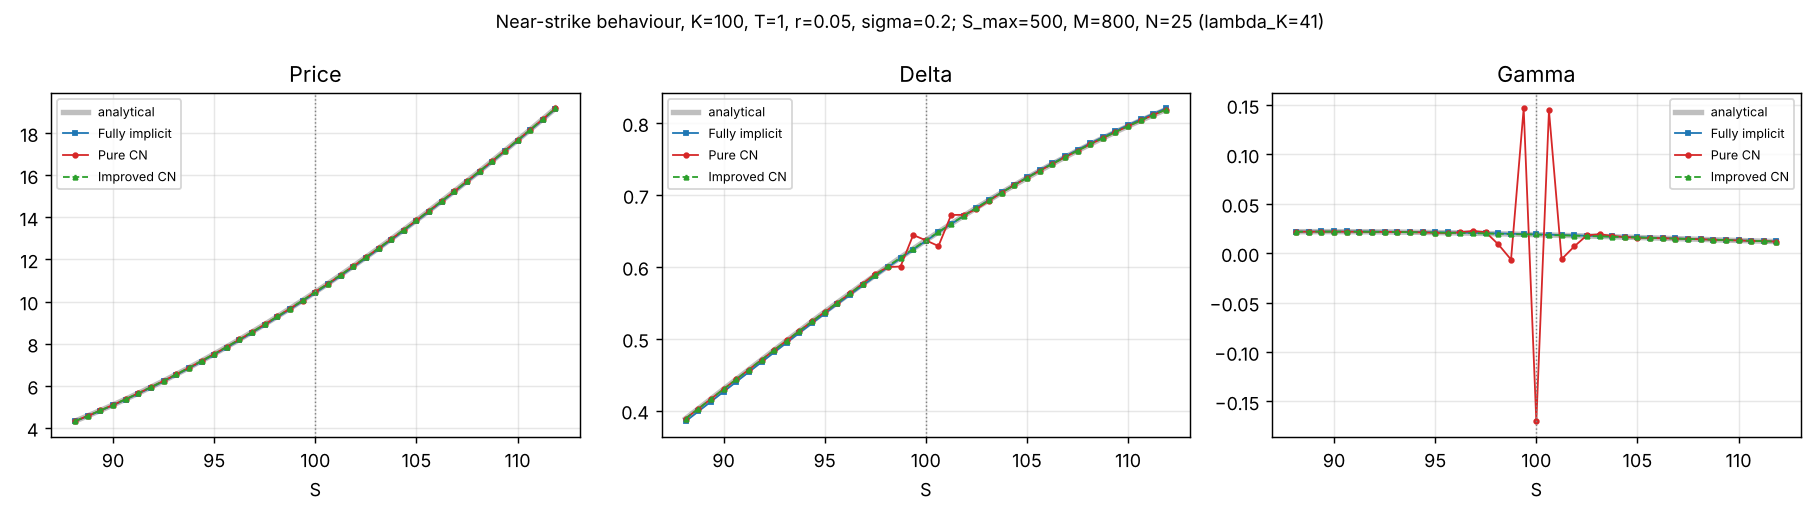 Near-strike behaviour, K=100, T=1, r=0.05, sigma=0.2; S_max=500, M=800, N=25 (lambda_K=41)
Price
analytical
Fully implicit
Pure CN
Improved CN
18
16
14
12
10
8
6
4
90
95
100
105
110
S
Delta
analytical
Fully implicit
Pure CN
Improved CN
0.8
0.7
0.6
0.5
0.4
90
95
100
105
110
S
Gamma
analytical
Fully implicit
Pure CN
Improved CN
0.15
0.10
0.05
0.00
−0.05
−0.10
−0.15
90
95
100
105
110
S